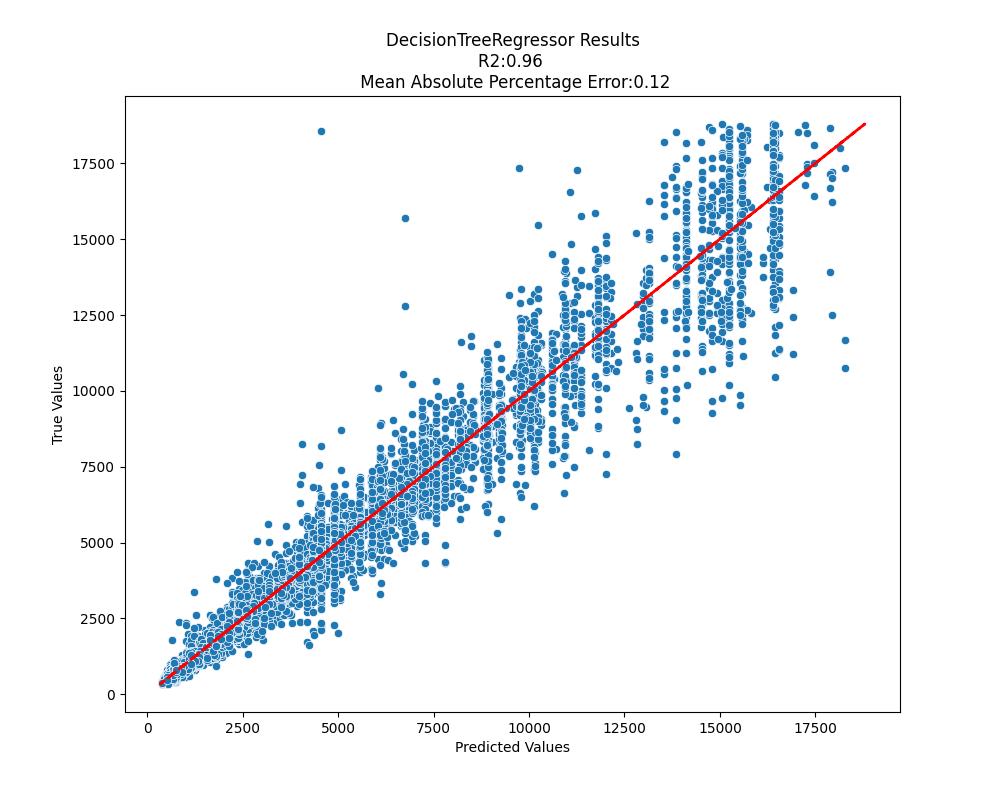 DecisionTreeRegressor Results
R2:0.96
Mean Absolute Percentage Error:0.12
17500
15000
12500
10000
7500
5000
2500
0
True Values
0 2500 5000 7500 10000 12500 15000 17500
Predicted Values